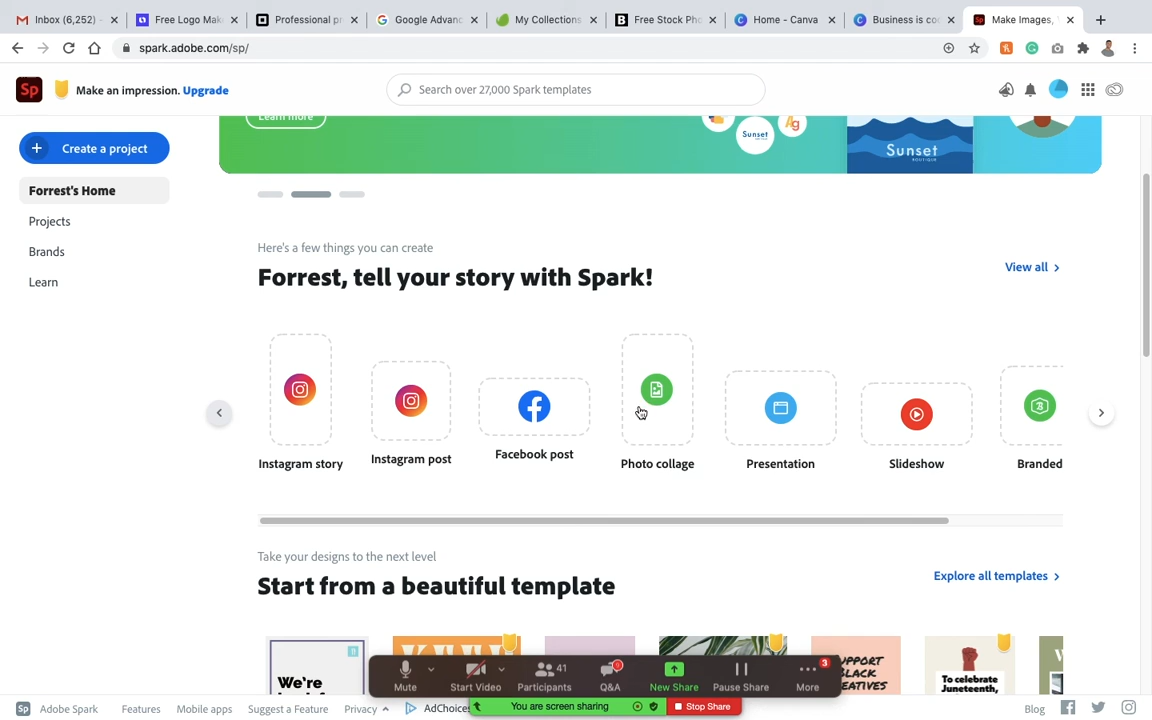 Inbox (6,252) -
Free Logo Mak
Professional pr
Google Advanc
My Collections
Free Stock Pho
Home - Canva
Business is co
Make Images,
spark.adobe.com/sp/
Sp
Make an impression. Upgrade
Search over 27,000 Spark templates
Learn more
Sunset
Ag
Sunset
Create a project
Forrest's Home
Projects
Brands
Learn
Here's a few things you can create
Forrest, tell your story with Spark!
View all
Instagram story
Instagram post
Facebook post
Photo collage
Presentation
Slideshow
Branded
Take your designs to the next level
Start from a beautiful template
Explore all templates
We're
SUPPORT
BLACK
EATIVES
To celebrate
Juneteenth,
Mute
Start Video
41
Participants
Q&A
New Share
Pause Share
3
More
You are screen sharing
Stop Share
Sp Adobe Spark
Features
Mobile apps
Suggest a Feature
Privacy
AdChoices
Blog